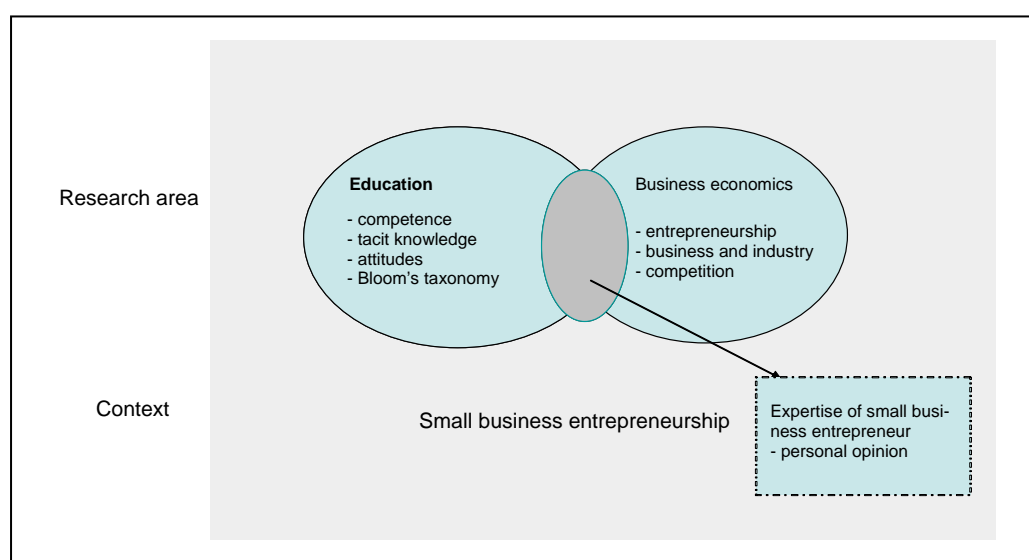 Research area
Education
- competence
- tacit knowledge
- attitudes
- Bloom’s taxonomy
Business economics
- entrepreneurship
- business and industry
- competition
Context
Small business entrepreneurship
Expertise of small busi-
ness entrepreneur
- personal opinion